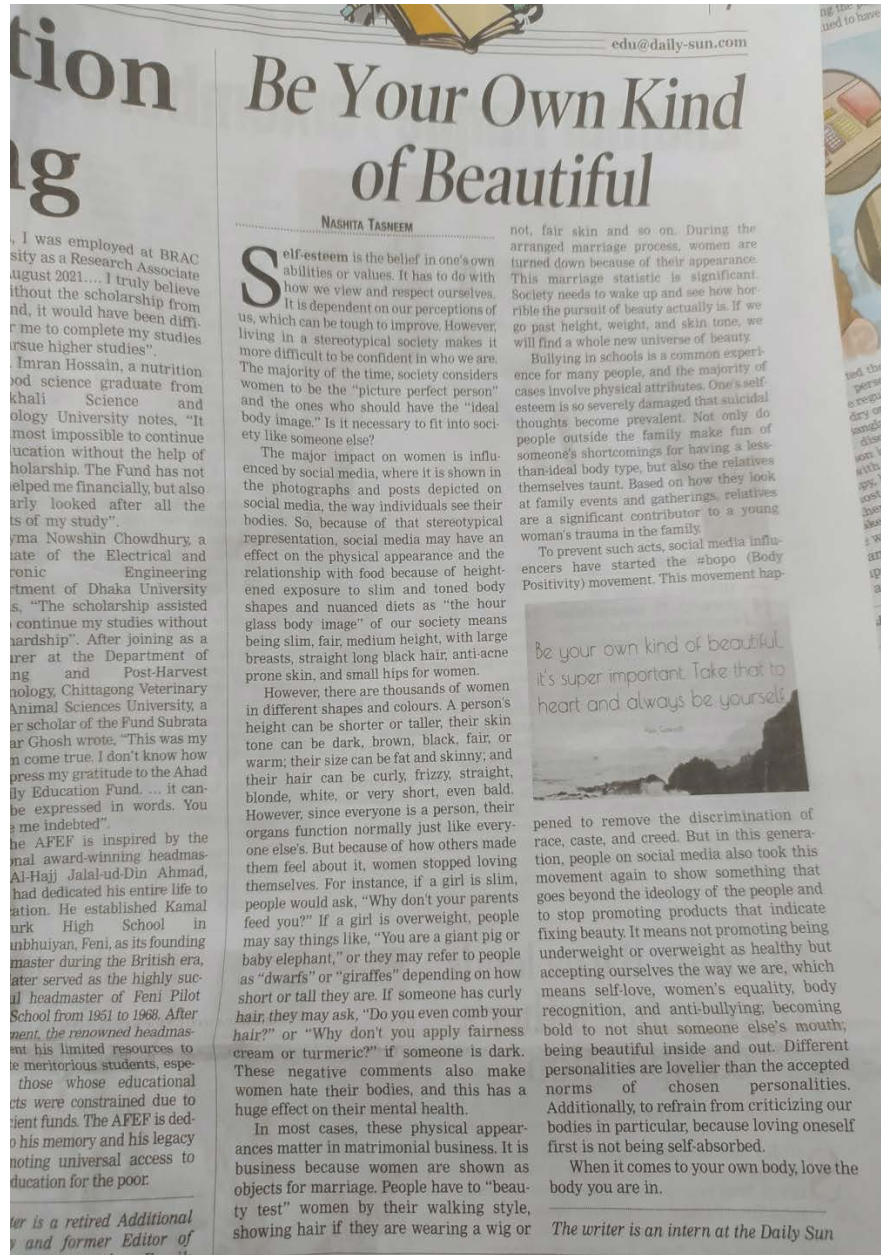 edu@daily-sun.com
tion
ng
, I was employed at BRAC
sity as a Research Associate
ugust 2021.... I truly believe
ithout the scholarship from
nd, it would have been diffi-
r me to complete my studies
rsue higher studies".
. Imran Hossain, a nutrition
od science graduate from
khali Science and
ology University notes, "It
most impossible to continue
ucation without the help of
holarship. The Fund has not
elped me financially, but also
arly looked after all the
ts of my study".
ma Nowshin Chowdhury, a
ate of the Electrical and
ronic Engineering
rtment of Dhaka University
s, "The scholarship assisted
continue my studies without
hardship". After joining as a
rer at the Department of
ng and Post-Harvest
nology, Chittagong Veterinary
Animal Sciences University, a
er scholar of the Fund Subrata
ar Ghosh wrote, "This was my
n come true. I don't know how
press my gratitude to the Ahad
ly Education Fund. ... it can-
be expressed in words. You
e me indebted".
he AFEF is inspired by the
onal award-winning headmas-
Al-Hajj Jalal-ud-Din Ahmad,
had dedicated his entire life to
cation. He established Kamal
urk High School in
unbhuiyan, Feni, as its founding
master during the British era,
ater served as the highly suc-
ul headmaster of Feni Pilot
School from 1951 to 1968. After
ment, the renowned headmas-
ent his limited resources to
e meritorious students, espe-
those whose educational
cts were constrained due to
cient funds. The AFEF is ded-
o his memory and his legacy
moting universal access to
ducation for the poor.
ter is a retired Additional
y and former Editor of
Be Your Own Kind
of Beautiful
NASHITA TASNEEM
Self-esteem is the belief in one's own
abilities or values. It has to do with
how we view and respect ourselves.
It is dependent on our perceptions of
us, which can be tough to improve. However,
living in a stereotypical society makes it
more difficult to be confident in who we are.
The majority of the time, society considers
women to be the "picture perfect person"
and the ones who should have the "ideal
body image." Is it necessary to fit into soci-
ety like someone else?
The major impact on women is influ-
enced by social media, where it is shown in
the photographs and posts depicted on
social media, the way individuals see their
bodies. So, because of that stereotypical
representation, social media may have an
effect on the physical appearance and the
relationship with food because of height-
ened exposure to slim and toned body
shapes and nuanced diets as "the hour
glass body image" of our society means
being slim, fair, medium height, with large
breasts, straight long black hair, anti-acne
prone skin, and small hips for women.
However, there are thousands of women
in different shapes and colours. A person's
height can be shorter or taller, their skin
tone can be dark, brown, black, fair, or
warm; their size can be fat and skinny; and
their hair can be curly, frizzy, straight,
blonde, white, or very short, even bald.
However, since everyone is a person, their
organs function normally just like every-
one else's. But because of how others made
them feel about it, women stopped loving
themselves. For instance, if a girl is slim,
people would ask, "Why don't your parents
feed you?" If a girl is overweight, people
may say things like, "You are a giant pig or
baby elephant," or they may refer to people
as "dwarfs" or "giraffes" depending on how
short or tall they are. If someone has curly
hair, they may ask, "Do you even comb your
hair?" or "Why don't you apply fairness
cream or turmeric?" if someone is dark.
These negative comments also make
women hate their bodies, and this has a
huge effect on their mental health.
In most cases, these physical appear-
ances matter in matrimonial business. It is
business because women are shown as
objects for marriage. People have to "beau-
ty test" women by their walking style,
showing hair if they are wearing a wig or
not, fair skin and so on. During the
arranged marriage process, women are
turned down because of their appearance.
This marriage statistic is significant.
Society needs to wake up and see how hor-
rible the pursuit of beauty actually is. If we
go past height, weight, and skin tone, we
will find a whole new universe of beauty.
Bullying in schools is a common experi-
ence for many people, and the majority of
cases involve physical attributes. One's self-
esteem is so severely damaged that suicidal
thoughts become prevalent. Not only do
people outside the family make fun of
someone's shortcomings for having a less-
than-ideal body type, but also the relatives
themselves taunt. Based on how they look
at family events and gatherings, relatives
are a significant contributor to a young
woman's trauma in the family.
To prevent such acts, social media influ-
encers have started the #bopo (Body
Positivity) movement. This movement hap-
Be your own kind of beautiful.
it's super important. Take that to
heart and always be yourself.
pened to remove the discrimination of
race, caste, and creed. But in this genera-
tion, people on social media also took this
movement again to show something that
goes beyond the ideology of the people and
to stop promoting products that indicate
fixing beauty. It means not promoting being
underweight or overweight as healthy but
accepting ourselves the way we are, which
means self-love, women's equality, body
recognition, and anti-bullying; becoming
bold to not shut someone else's mouth;
being beautiful inside and out. Different
personalities are lovelier than the accepted
norms of chosen personalities.
Additionally, to refrain from criticizing our
bodies in particular, because loving oneself
first is not being self-absorbed.
When it comes to your own body, love the
body you are in.
The writer is an intern at the Daily Sun